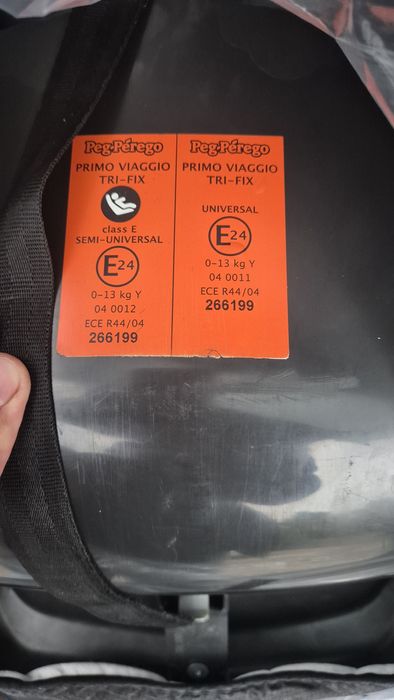 Peg-Pérego
PRIMO VIAGGIO
TRI-FIX
class E
SEMI-UNIVERSAL
E24
0-13 kg Y
04 0012
ECE R44/04
266199
Peg-Pérego
PRIMO VIAGGIO
TRI-FIX
UNIVERSAL
E24
0-13 kg Y
04 0011
ECE R44/04
266199